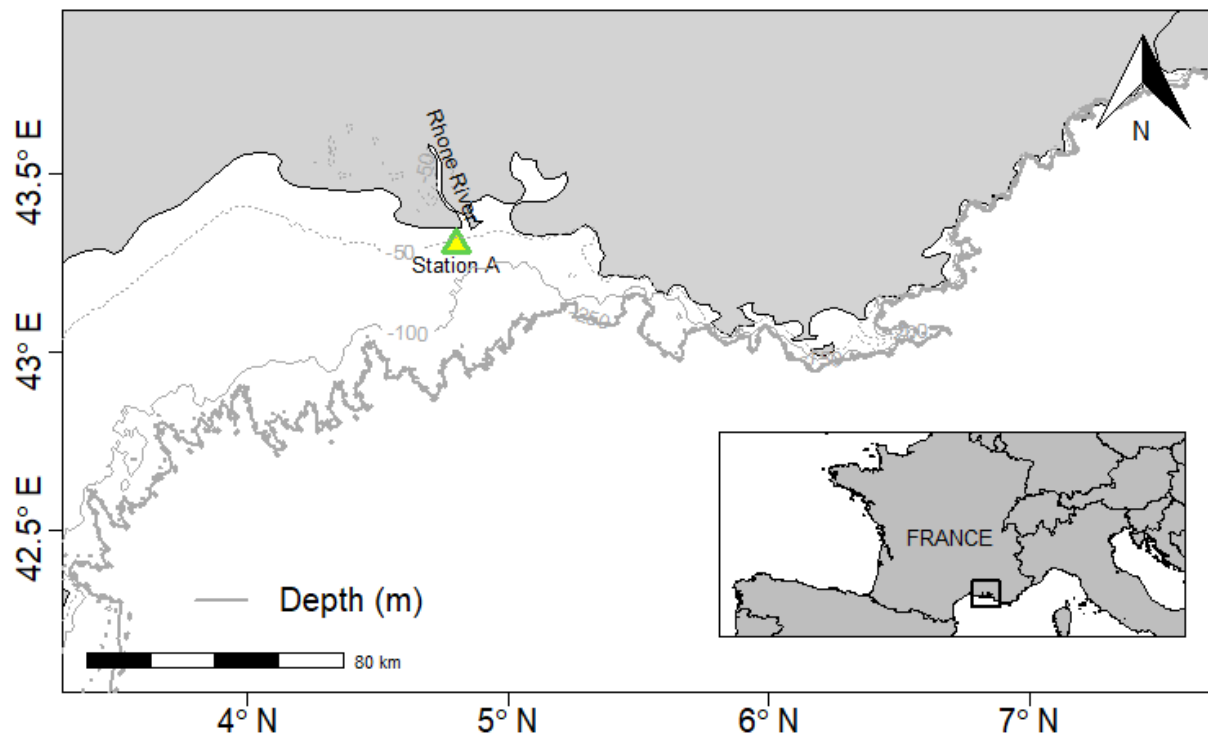 Rhone River
-50
N
43.5° E
-50
Station A
-100
-250
43° E
42.5° E
FRANCE
Depth (m)
80 km
4° N
5° N
6° N
7° N